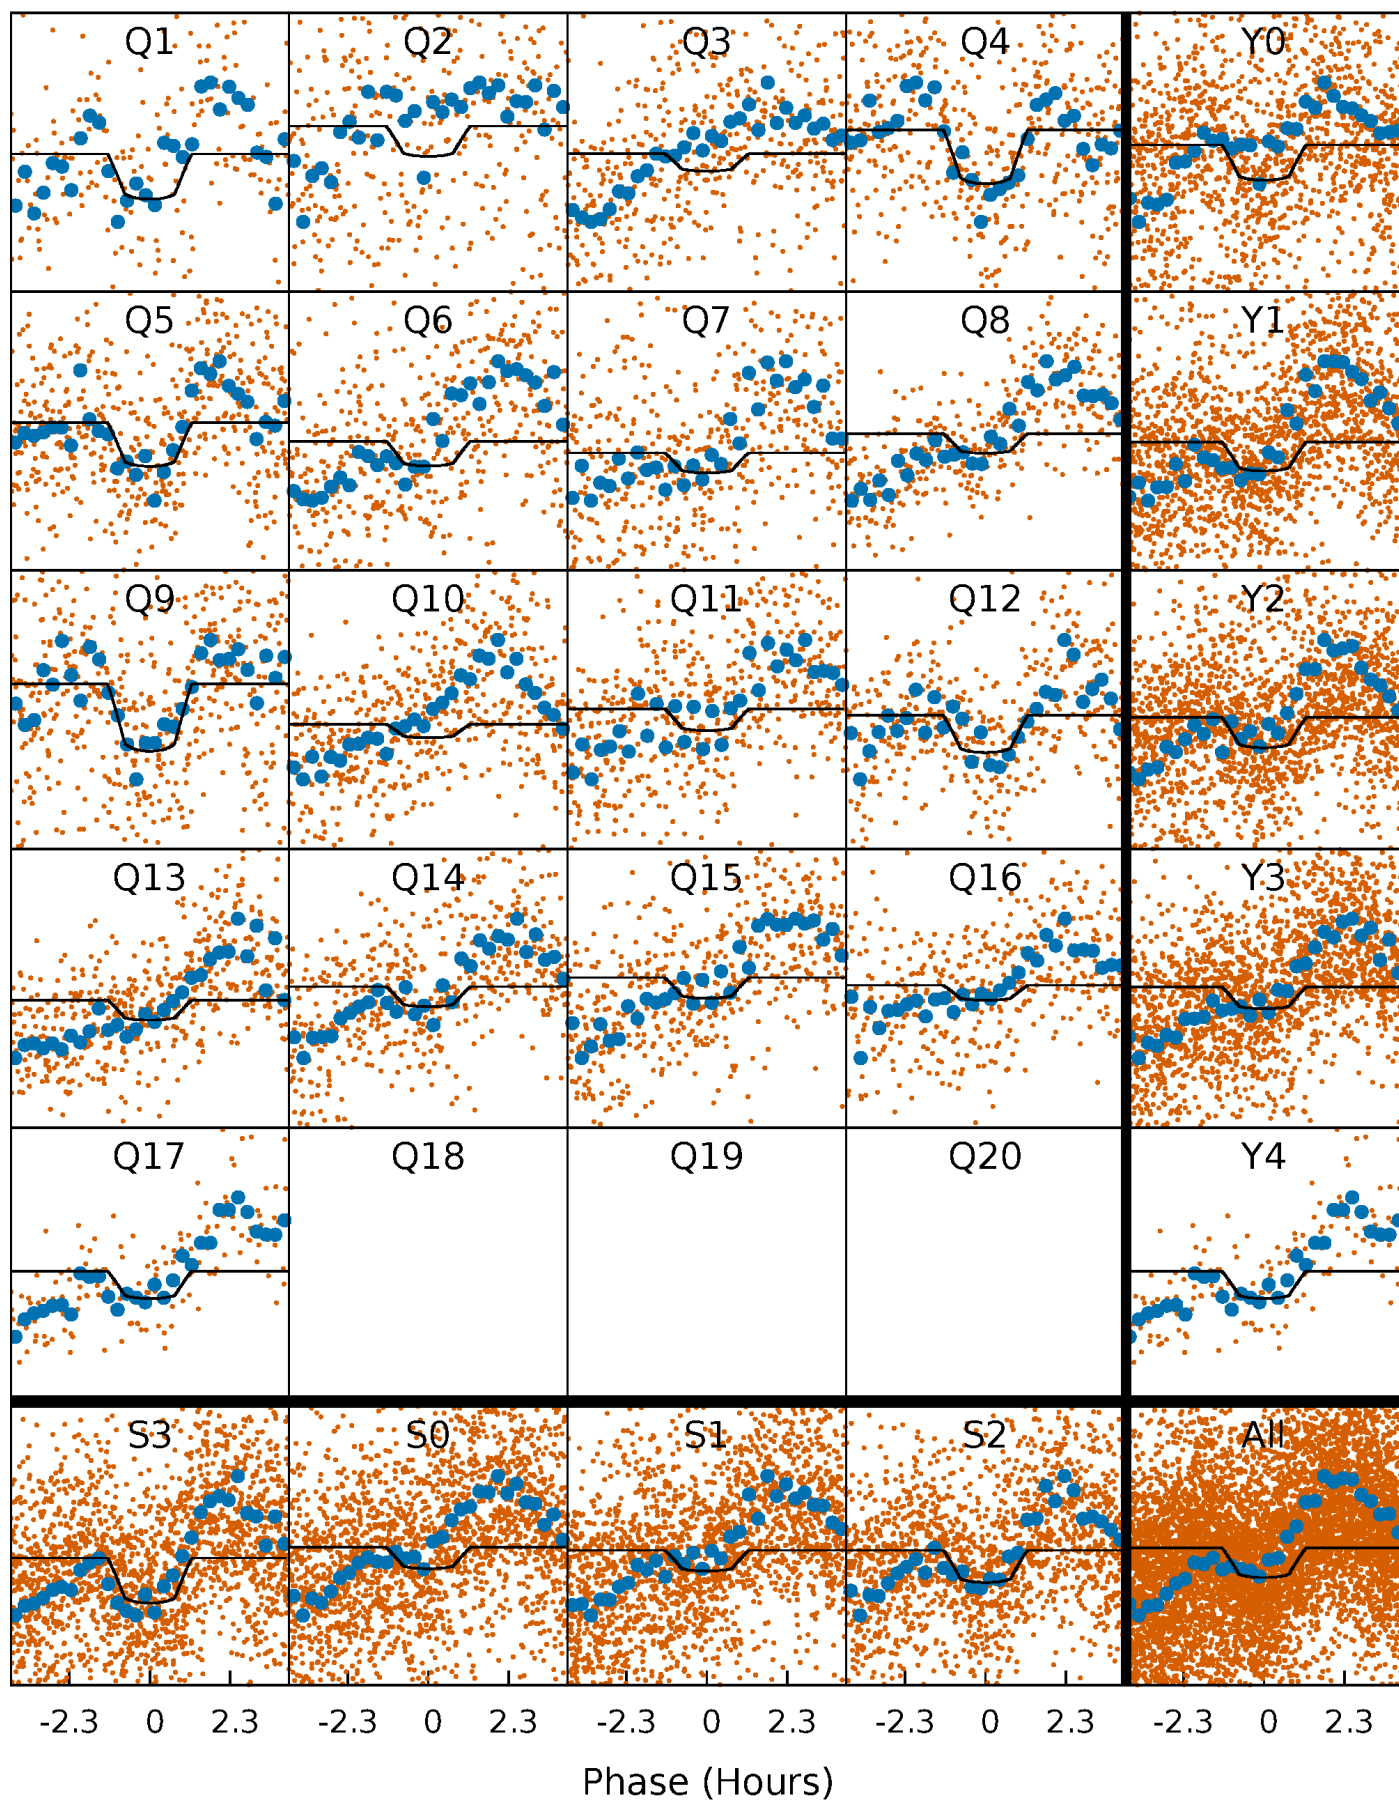 Q1 Q2 Q3 Q4 Y0
Q5 Q6 Q7 Q8 Y1
Q9 Q10 Q11 Q12 Y2
Q13 Q14 Q15 Q16 Y3
Q17 Q18 Q19 Q20 Y4
S3 S0 S1 S2 All
-2.3 0 2.3 -2.3 0 2.3 -2.3 0 2.3 -2.3 0 2.3 -2.3 0 2.3
Phase (Hours)